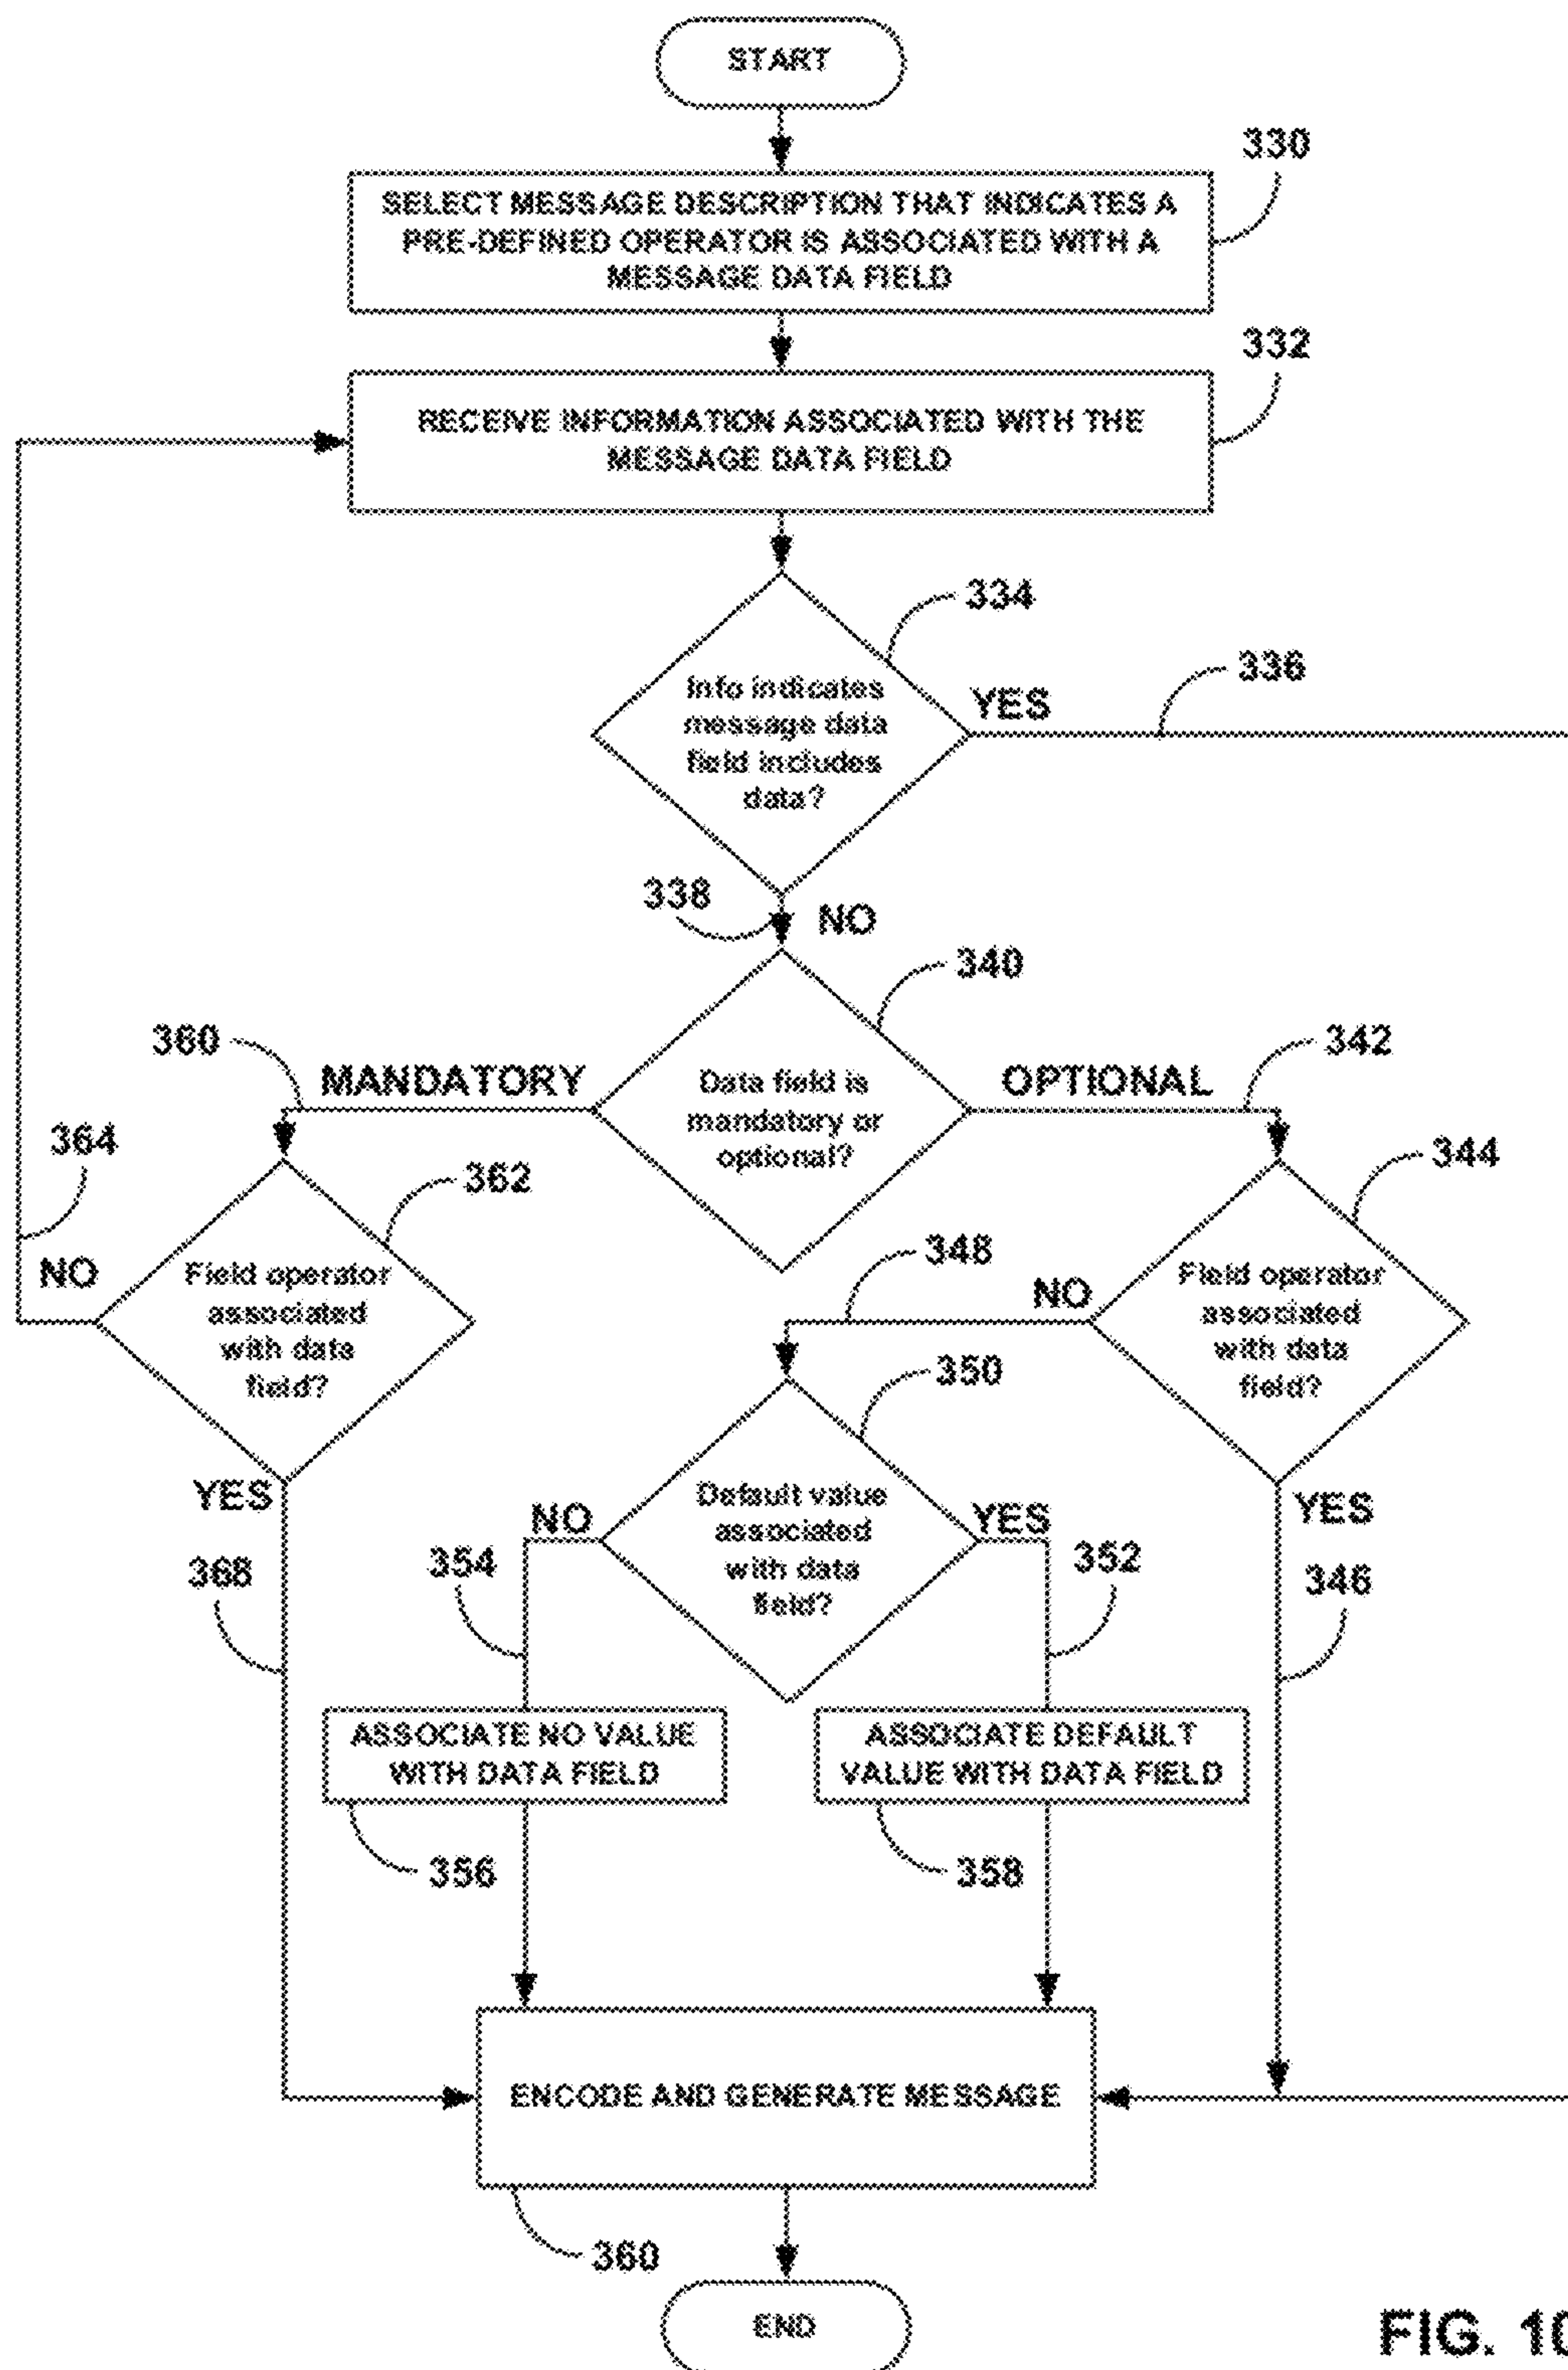 START
330
SELECT MESSAGE DESCRIPTION THAT INDICATES A
PRE-DEFINED OPERATOR IS ASSOCIATED WITH A
MESSAGE DATA FIELD
332
RECEIVE INFORMATION ASSOCIATED WITH THE
MESSAGE DATA FIELD
334
Info indicates
message data
field includes
data?
YES
336
338
NO
340
360
MANDATORY
Data field is
mandatory or
optional?
OPTIONAL
342
364
362
344
NO
Field operator
associated
with data
field?
348
NO
Field operator
associated
with data
field?
350
YES
NO
Default value
associated
with data
field?
YES
YES
368
354
352
346
ASSOCIATE NO VALUE
WITH DATA FIELD
ASSOCIATE DEFAULT
VALUE WITH DATA FIELD
356
358
ENCODE AND GENERATE MESSAGE
360
END
FIG. 10